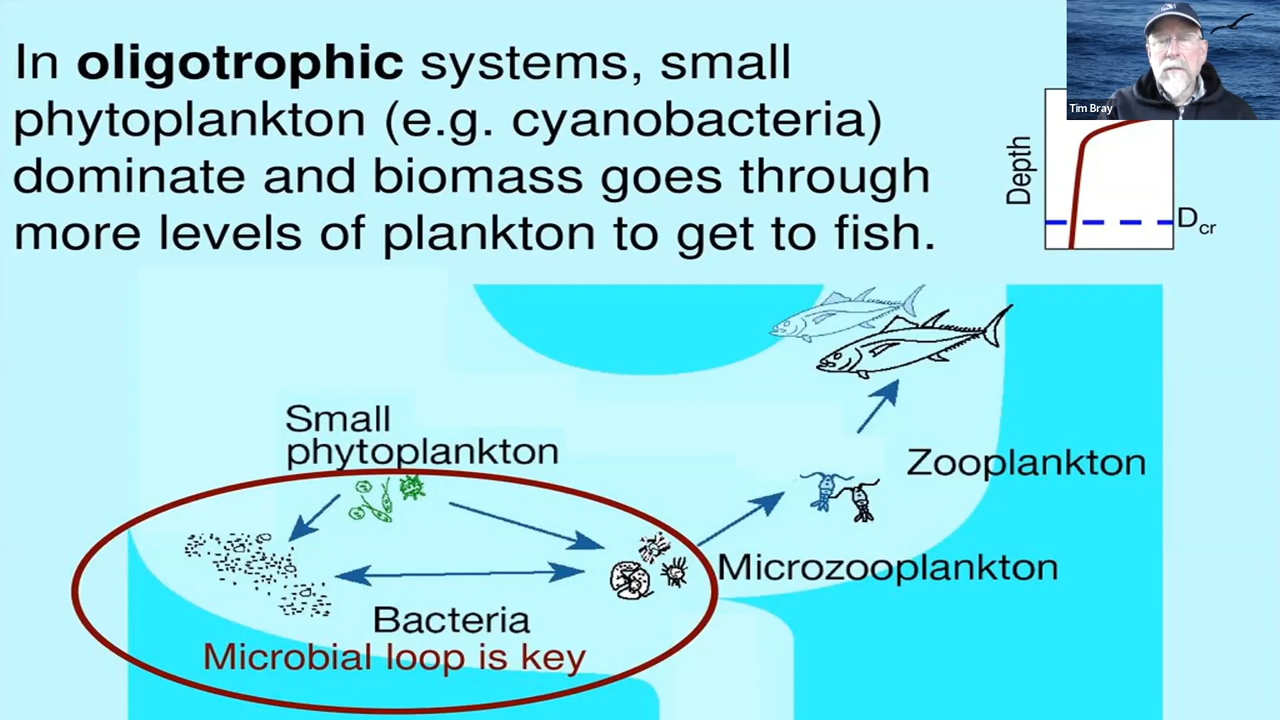 In oligotrophic systems, small
phytoplankton (e.g. cyanobacteria)
dominate and biomass goes through
more levels of plankton to get to fish.
Tim Bray
Depth
Dcr
Small
phytoplankton
Zooplankton
Microzooplankton
Bacteria
Microbial loop is key